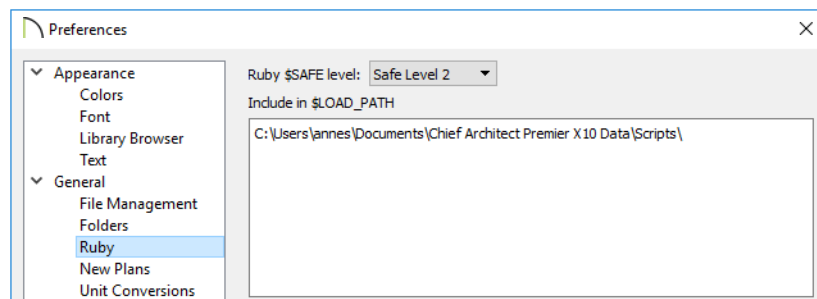 Preferences
Appearance
Colors
Font
Library Browser
Text
General
File Management
Folders
Ruby
New Plans
Unit Conversions
Ruby $SAFE level: Safe Level 2
Include in $LOAD_PATH
C:\Users\annes\Documents\Chief Architect Premier X10 Data\Scripts\